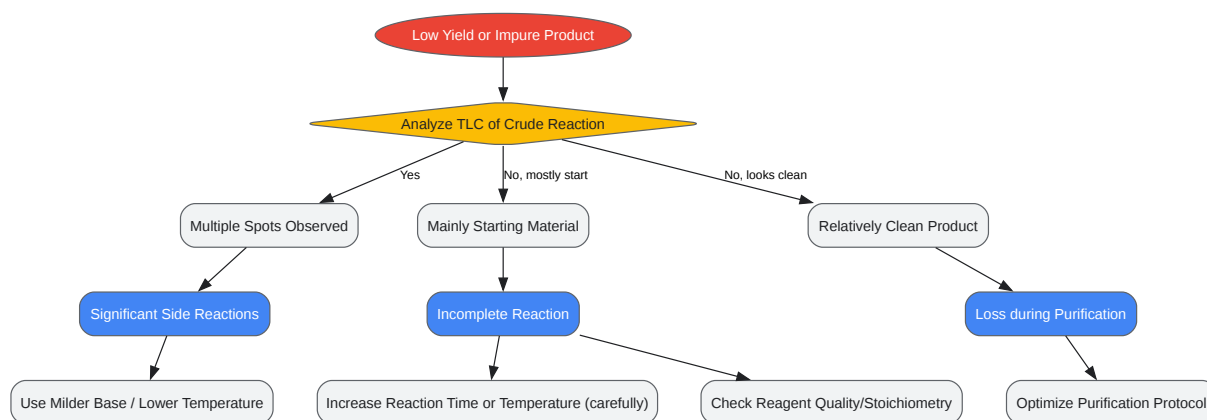 Low Yield or Impure Product
Analyze TLC of Crude Reaction
Yes
No, mostly start
No, looks clean
Multiple Spots Observed
Mainly Starting Material
Relatively Clean Product
Significant Side Reactions
Incomplete Reaction
Loss during Purification
Use Milder Base / Lower Temperature
Increase Reaction Time or Temperature (carefully)
Check Reagent Quality/Stoichiometry
Optimize Purification Protocol